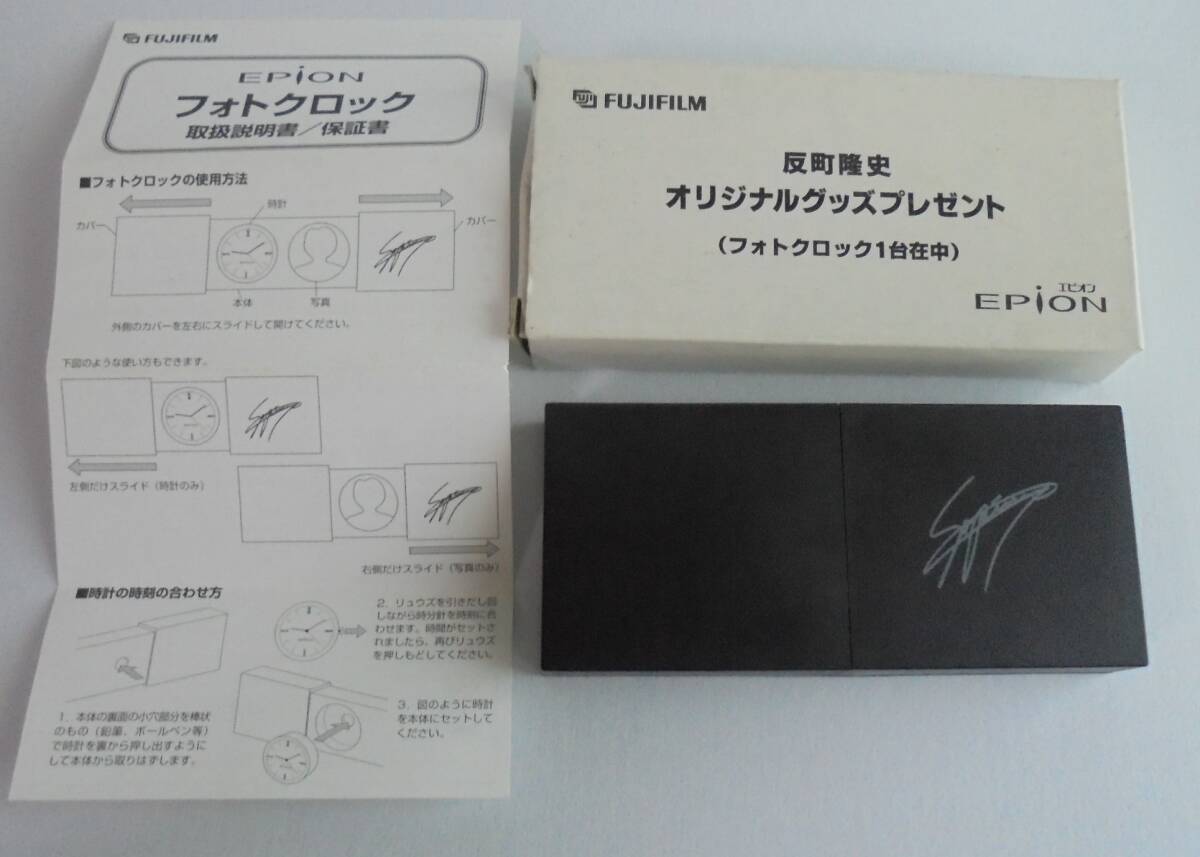 FUJIFILM
EPiON
フォトクロック
取扱説明書/保証書
■フォトクロックの使用方法
時計
カバー
カバー
本体
写真
外側のカバーを左右にスライドして開けてください。
下図のような使い方もできます。
左側だけスライド（時計のみ）
右側だけスライド（写真のみ）
■時計の時刻の合わせ方
1．本体の裏面の小穴部分を棒状
のもの（鉛筆、ボールペン等）
で時計を裏から押し出すように
して本体から取りはずします。
2．リュウズを引きだし回
しながら時分針を時刻に合
わせます。時間がセットさ
れましたら、再びリュウズ
を押しもどしてください。
3．図のように時計
を本体にセットして
ください。
FUJIFILM
反町隆史
オリジナルグッズプレゼント
（フォトクロック1台在中）
エピオン
EPiON